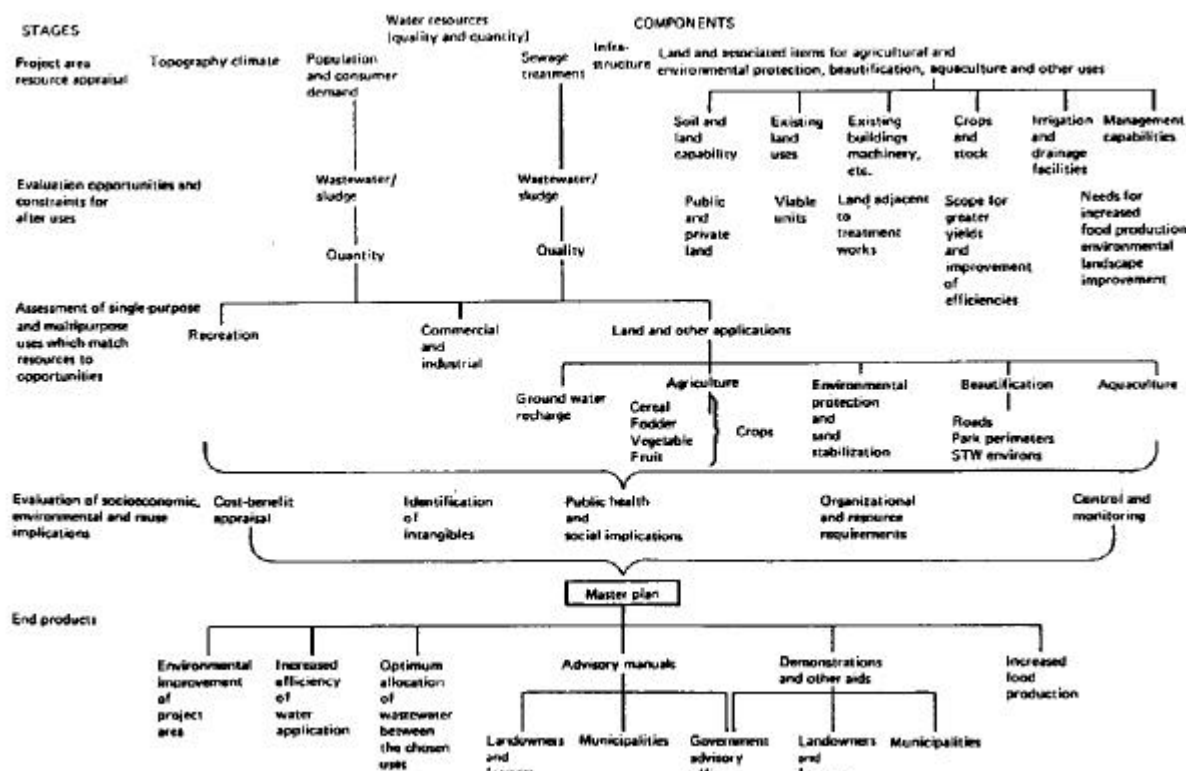 STAGES
COMPONENTS
Water resources
(quality and quantity)
Project area
resource appraisal
Topography climate
Population
and consumer
demand
Sewage
treatment
Infra-
structure
Land and associated items for agricultural and
environmental protection, beautification, aquaculture and other uses
Soil and
land
capability
Existing
land
uses
Existing
buildings
machinery,
etc.
Crops
and
stock
Irrigation
and
drainage
facilities
Management
capabilities
Evaluation opportunities and
constraints for
after uses
Wastewater/
sludge
Wastewater/
sludge
Public
and
private
land
Viable
units
Land adjacent
to
treatment
works
Scope for
greater
yields
and
improvement
of
efficiencies
Needs for
increased
food production
environmental
landscape
improvement
Quantity
Quality
Assessment of single-purpose
and multipurpose
uses which match
resources to
opportunities
Recreation
Commercial
and
industrial
Land and other applications
Ground water
recharge
Agriculture
Cereal
Fodder
Vegetable
Fruit
Crops
Environmental
protection
and
sand
stabilization
Beautification
Roads
Park perimeters
STW environs
Aquaculture
Evaluation of socioeconomic,
environmental and reuse
implications
Cost-benefit
appraisal
Identification
of
intangibles
Public health
and
social implications
Organizational
and resource
requirements
Control and
monitoring
Master plan
End products
Environmental
improvement
of
project
area
Increased
efficiency
of
water
application
Optimum
allocation
of
wastewater
between
the chosen
uses
Advisory manuals
Demonstrations
and other aids
Increased
food
production
Landowners
and
Municipalities
Government
advisory
Landowners
and
Municipalities